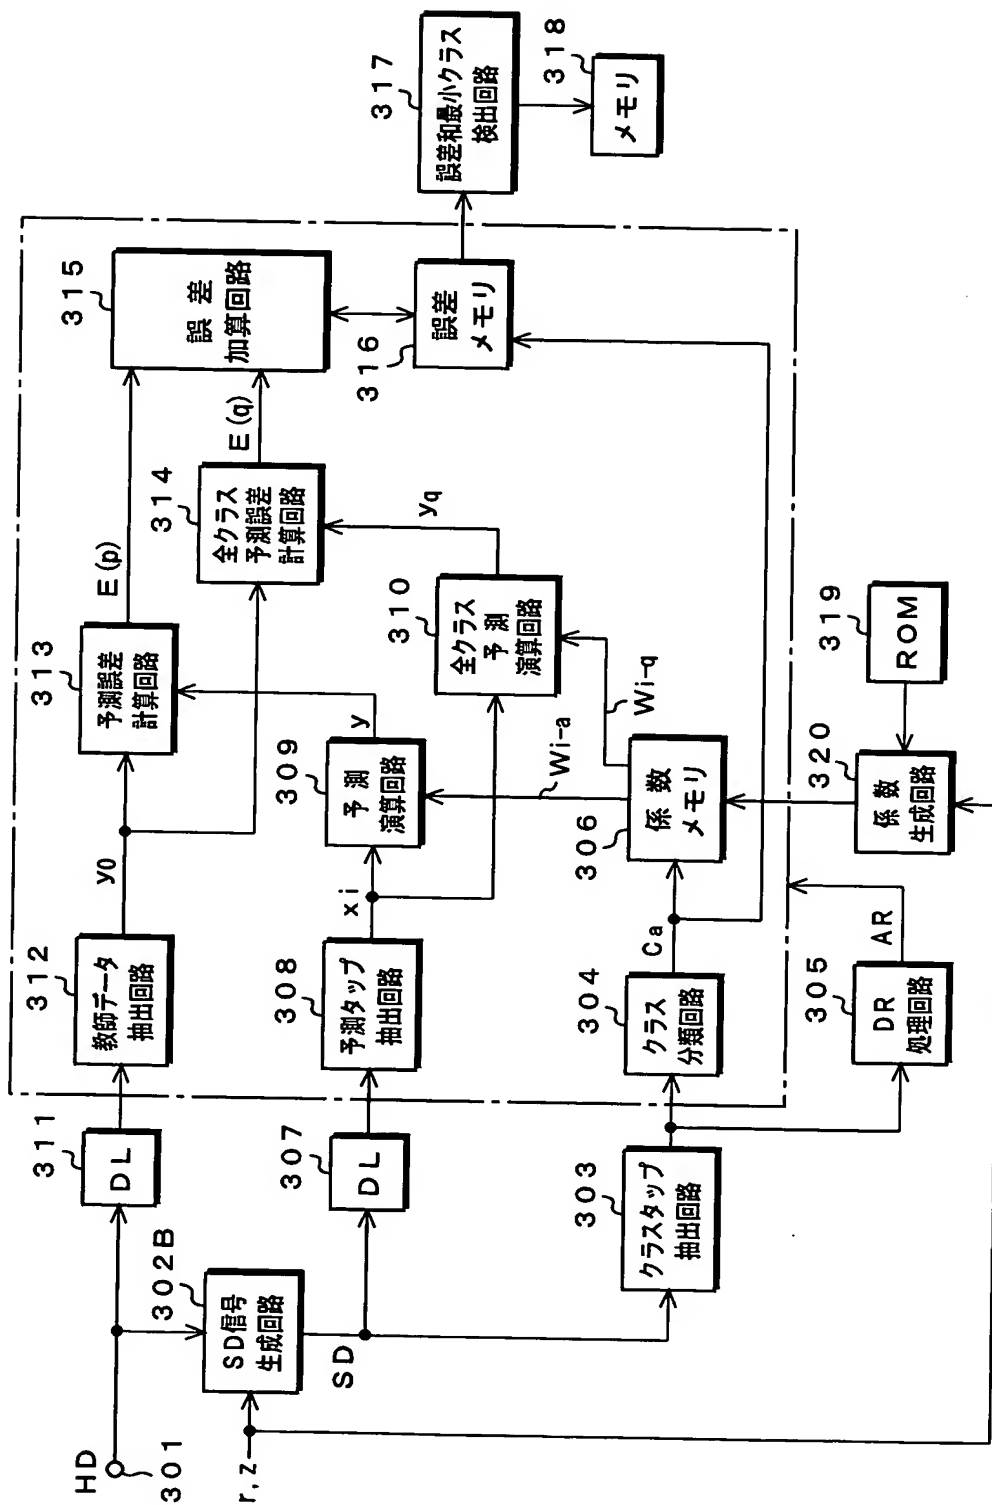 HD
301
r, z
302B
SD信号
生成回路
SD
311
DL
307
DL
303
クラスタップ
抽出回路
312
教師データ
抽出回路
y0
308
予測タップ
抽出回路
xi
304
クラス
分類回路
Ca
305
DR
処理回路
AR
313
予測誤差
計算回路
E(p)
309
予測
演算回路
y
306
係数
メモリ
Wi-a
Wi-q
320
係数
生成回路
319
ROM
310
全クラス
予測
演算回路
yq
314
全クラス
予測誤差
計算回路
E(q)
315
誤差
加算回路
316
誤差
メモリ
317
誤差和最小クラス
検出回路
318
メモリ